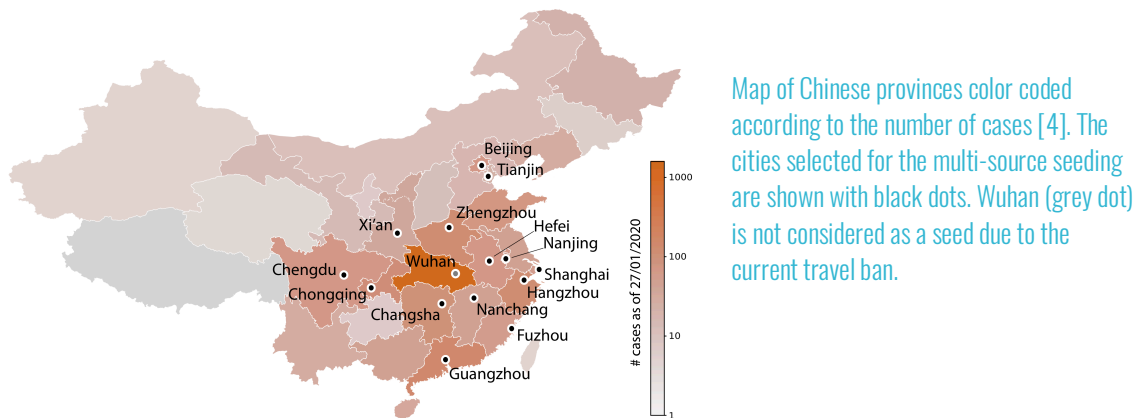 Beijing
Tianjin
Zhengzhou
Xi’an
Hefei
Nanjing
Wuhan
Chengdu
Shanghai
Chongqing
Hangzhou
Changsha
Nanchang
Fuzhou
Guangzhou
# cases as of 27/01/2020
1000
100
10
1
Map of Chinese provinces color coded
according to the number of cases [4]. The
cities selected for the multi-source seeding
are shown with black dots. Wuhan (grey dot)
is not considered as a seed due to the
current travel ban.